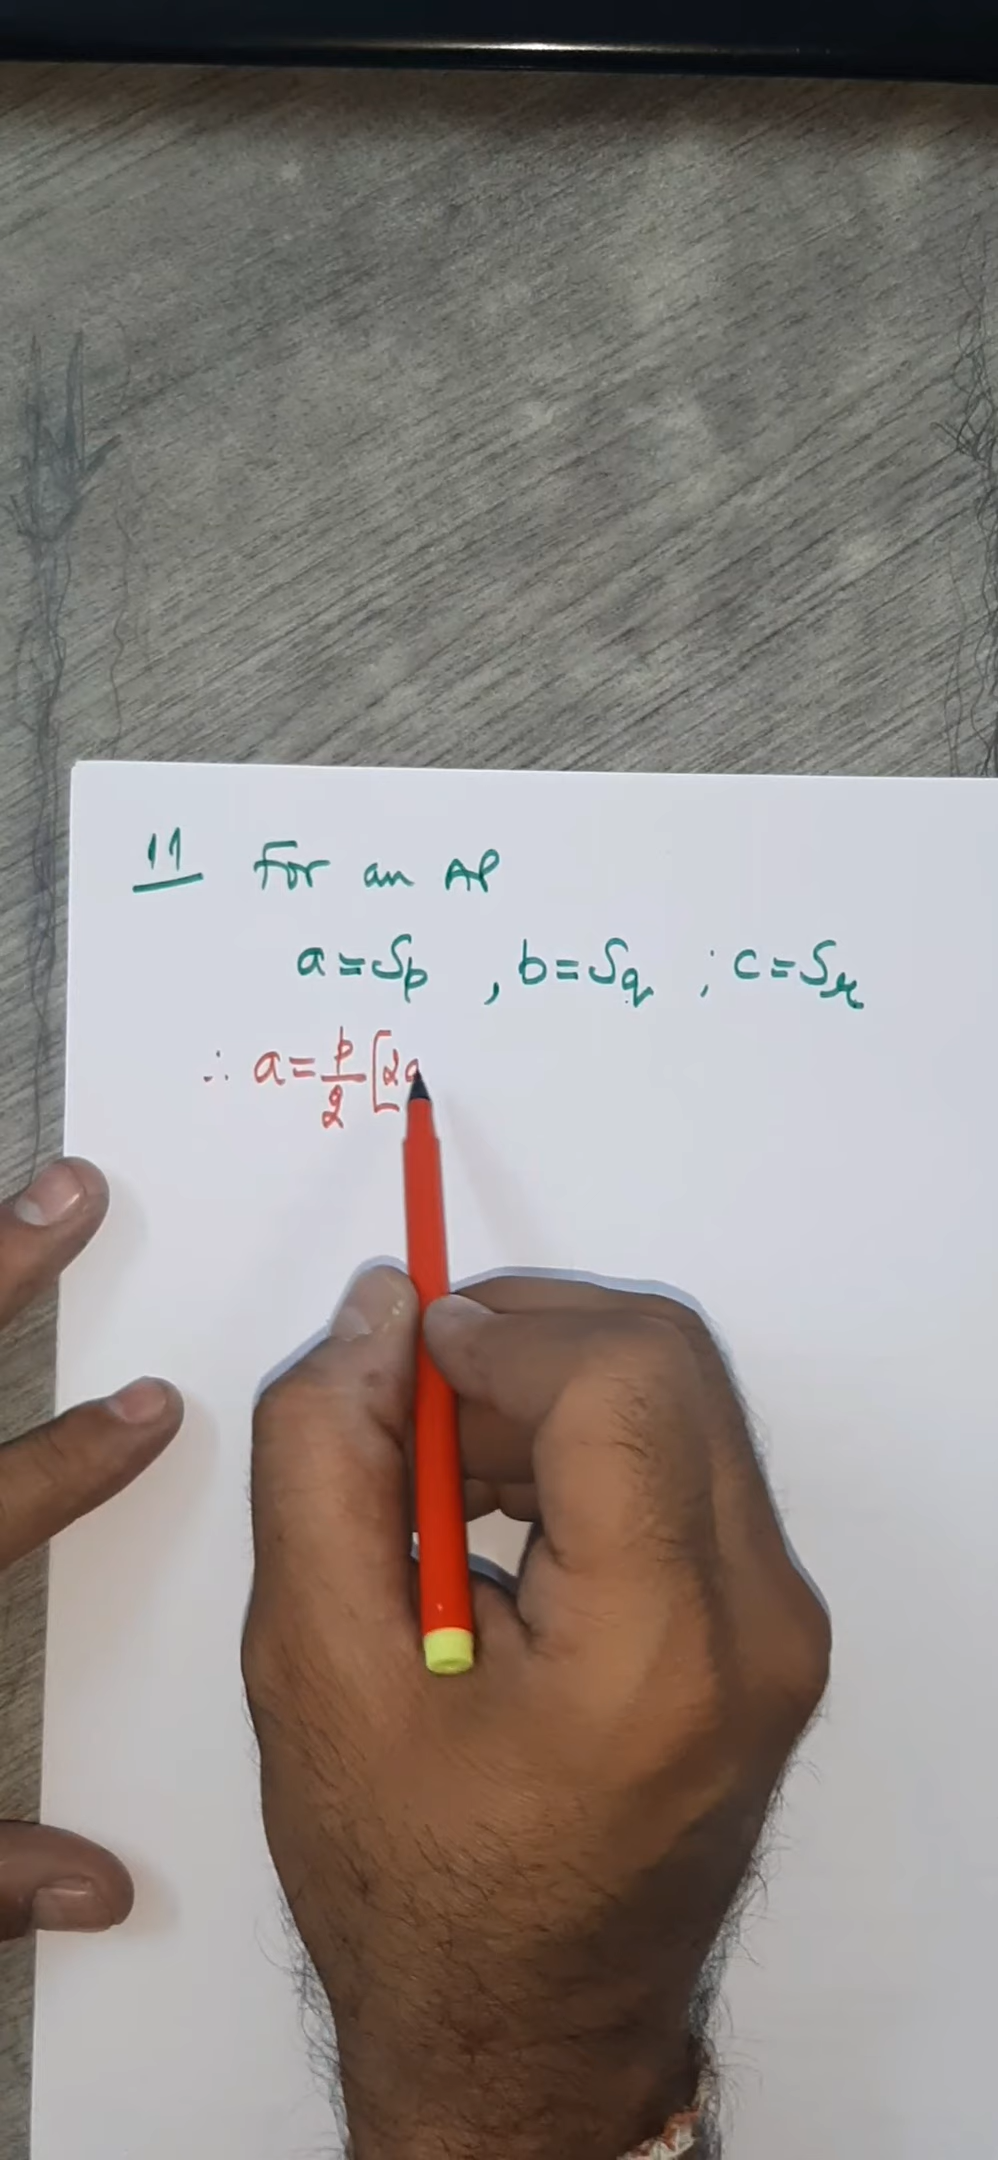 11 For an AP
a = Sp , b = Sq ; c = Sr
∴ a = p/2 [2a